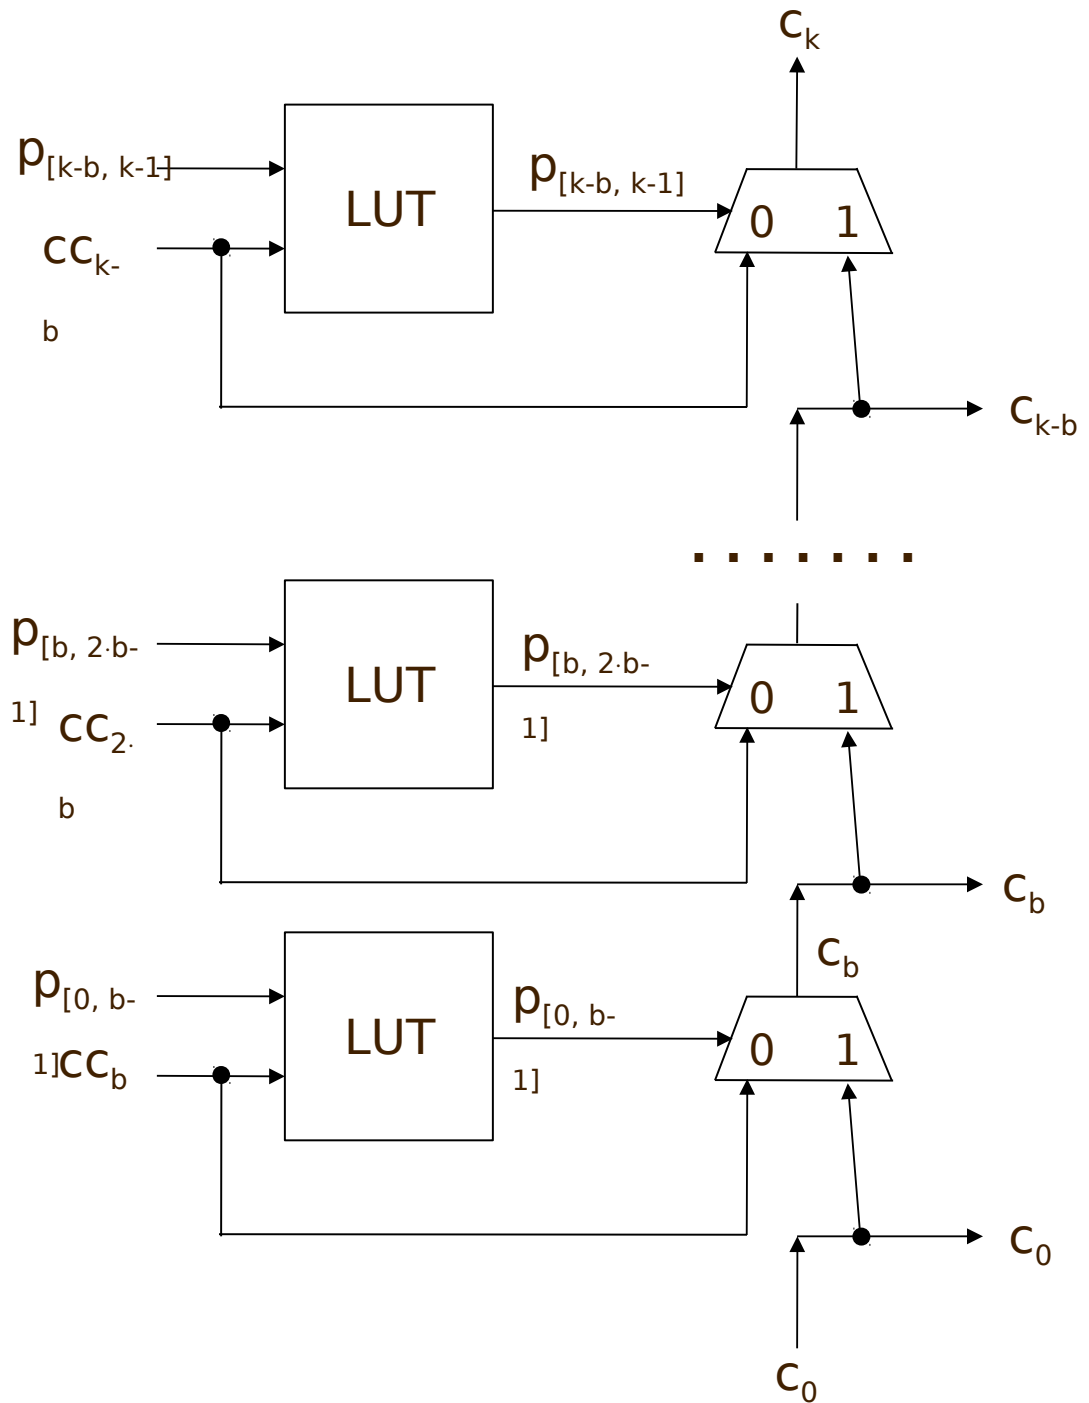 c_k
p_[k-b, k-1]
LUT
p_[k-b, k-1]
0 1
cc_k-
b
c_k-b
.......
p_[b, 2·b-
1]
LUT
p_[b, 2·b-
1]
0 1
cc_2·
b
c_b
c_b
p_[0, b-
1]
LUT
p_[0, b-
1]
0 1
cc_b
c_0
c_0